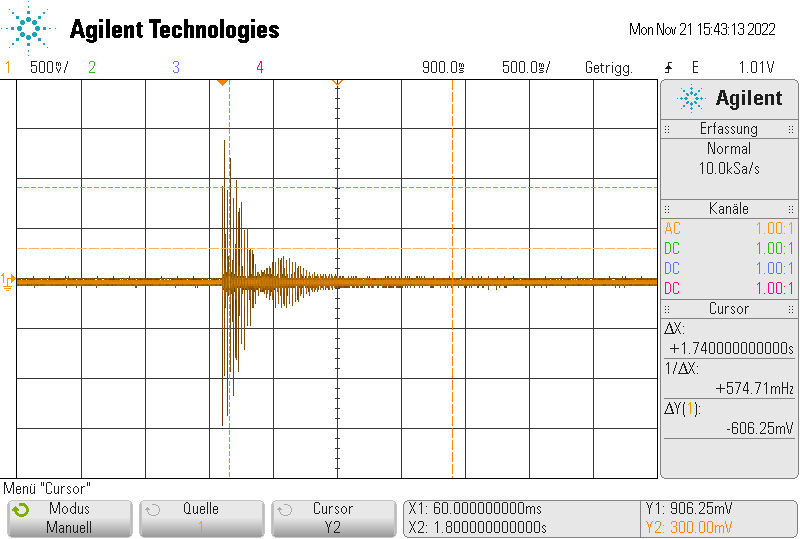 Agilent Technologies
Mon Nov 21 15:43:13 2022
1 500mV/ 2 3 4 900.0ms 500.0ms/ Getrigg. E 1.01V
Agilent
Erfassung
Normal
10.0kSa/s
Kanäle
AC 1.00:1
DC 1.00:1
DC 1.00:1
DC 1.00:1
Cursor
ΔX:
+1.740000000000s
1/ΔX:
+574.71mHz
ΔY(1):
-606.25mV
1
Menü "Cursor"
Modus
Manuell
Quelle
1
Cursor
Y2
X1: 60.000000000ms
X2: 1.800000000000s
Y1: 906.25mV
Y2: 300.00mV